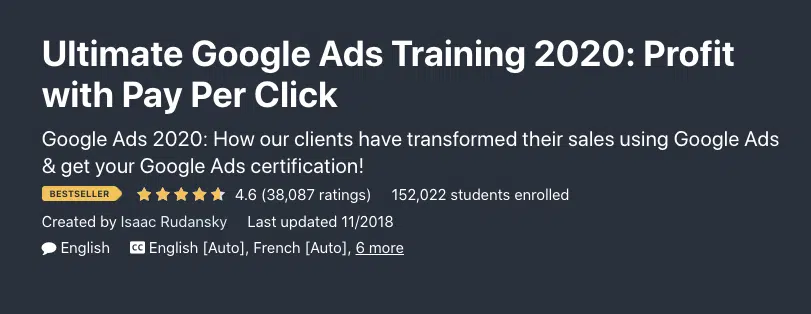 Ultimate Google Ads Training 2020: Profit
with Pay Per Click
Google Ads 2020: How our clients have transformed their sales using Google Ads
& get your Google Ads certification!
BESTSELLER 4.6 (38,087 ratings) 152,022 students enrolled
Created by Isaac Rudansky Last updated 11/2018
English CC English [Auto], French [Auto], 6 more